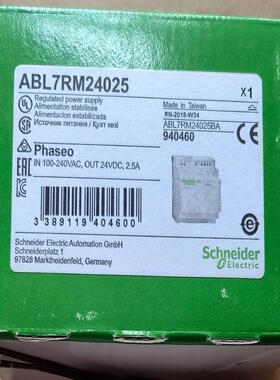 ABL7RM24025
X1
Regulated power supply
Alimentation stabilisée
Alimentacion estabilizada
Источник питания / Қуат көзі
Made in Taiwan
RN-2018-W34
ABL7RM24025BA
940460
Phaseo
IN 100-240VAC, OUT 24VDC, 2.5A
EAC
3 389119 404600
Schneider Electric Automation GmbH
Schneiderplatz 1
97828 Marktheidenfeld, Germany
Schneider
Electric